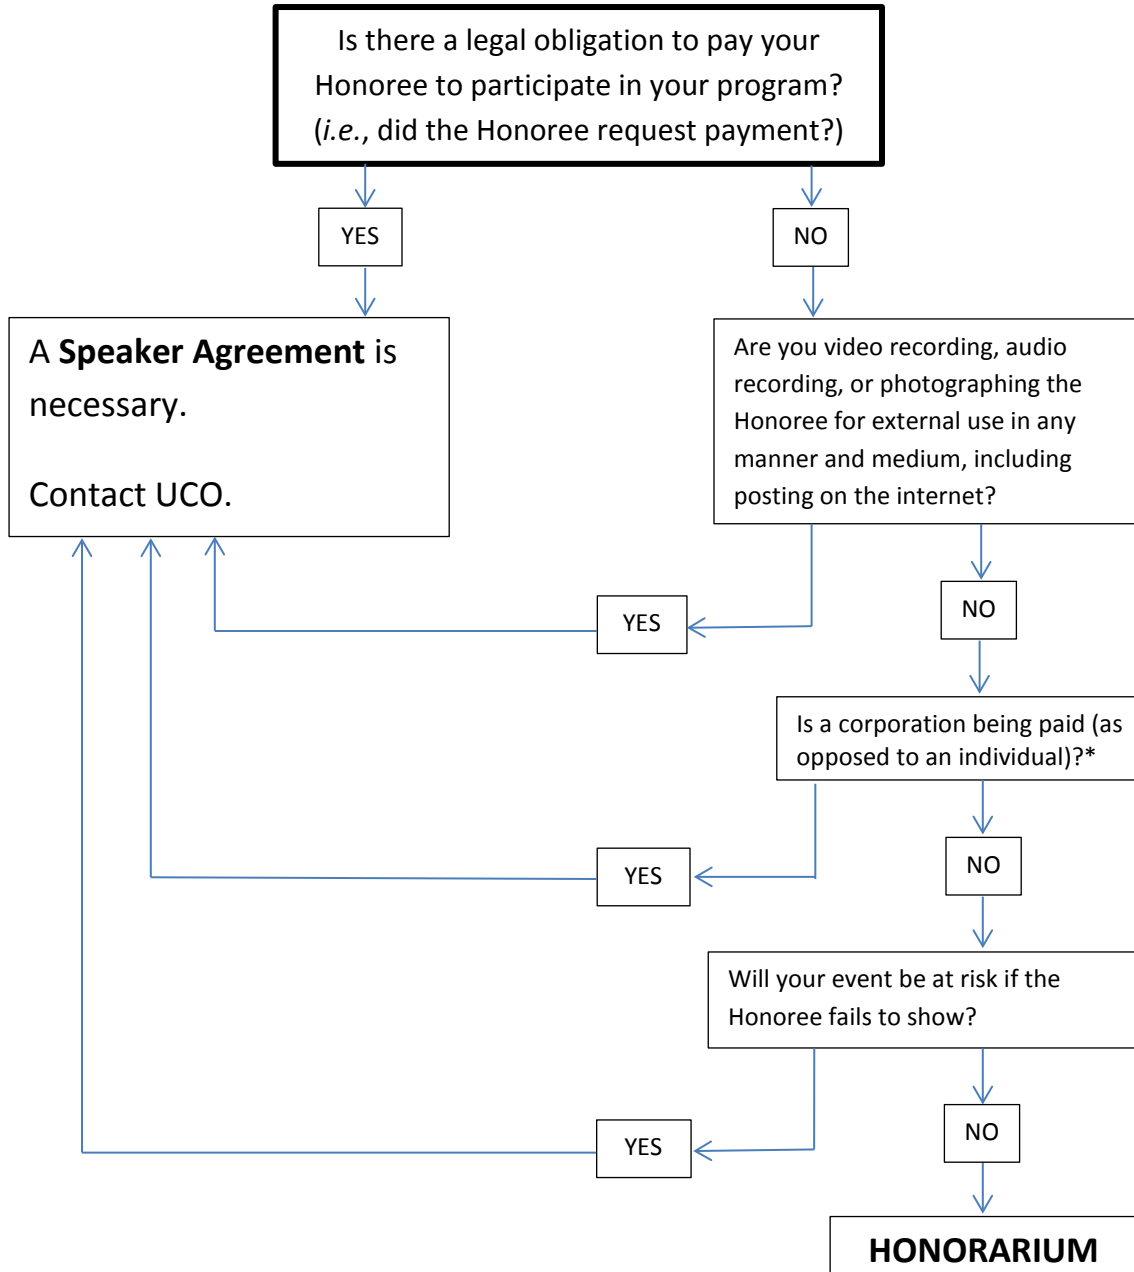 Is there a legal obligation to pay your
Honoree to participate in your program?
(i.e., did the Honoree request payment?)
YES
NO
A Speaker Agreement is
necessary.
Contact UCO.
Are you video recording, audio
recording, or photographing the
Honoree for external use in any
manner and medium, including
posting on the internet?
YES
NO
Is a corporation being paid (as
opposed to an individual)?*
YES
NO
Will your event be at risk if the
Honoree fails to show?
YES
NO
HONORARIUM